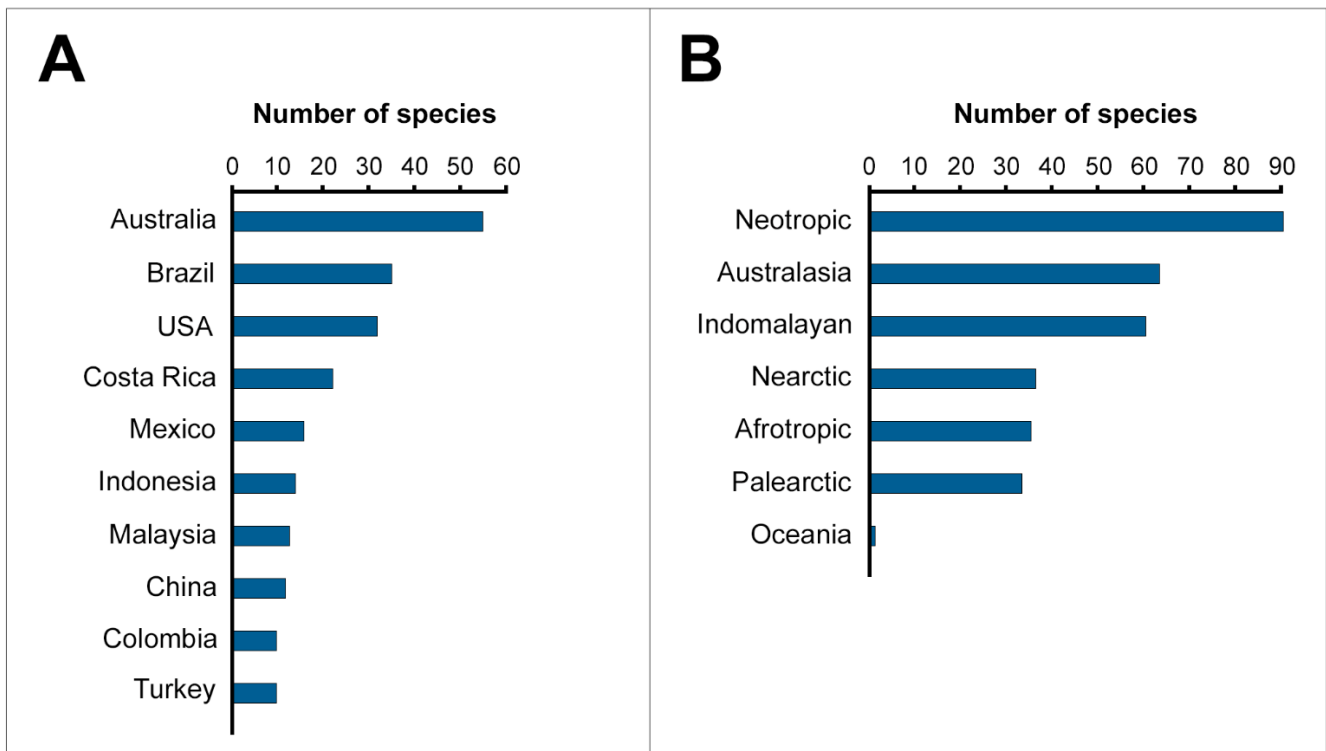 A
Number of species
0 10 20 30 40 50 60
Australia
Brazil
USA
Costa Rica
Mexico
Indonesia
Malaysia
China
Colombia
Turkey
B
Number of species
0 10 20 30 40 50 60 70 80 90
Neotropic
Australasia
Indomalayan
Nearctic
Afrotropic
Palearctic
Oceania